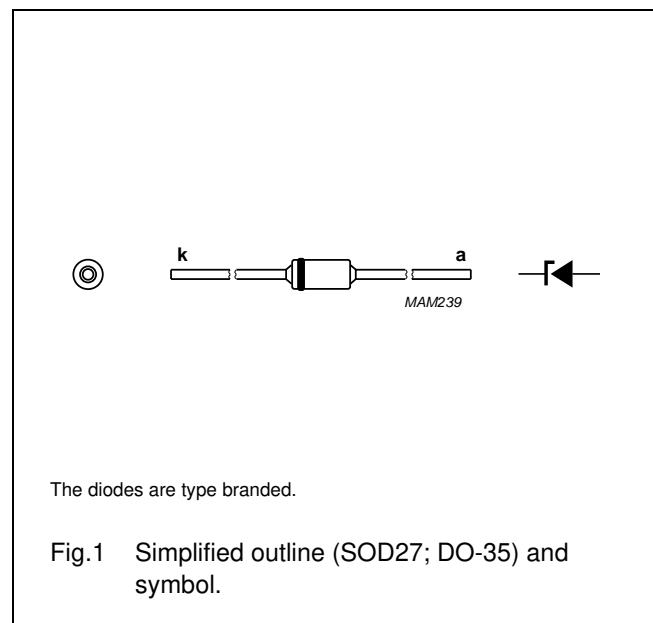 k
a
MAM239
The diodes are type branded.
Fig.1 Simplified outline (SOD27; DO-35) and
symbol.